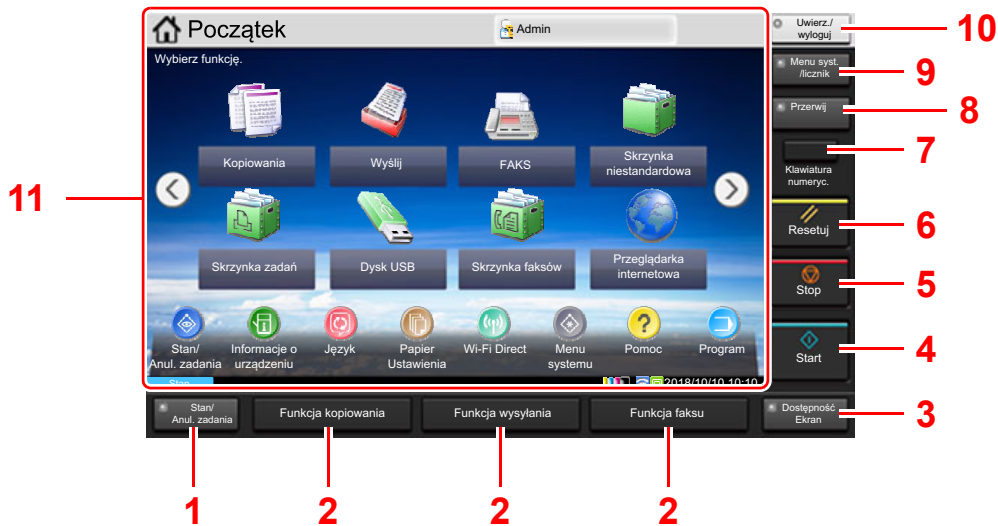 Początek
Admin
Wybierz funkcję.
Kopiowania
Wyślij
FAKS
Skrzynka
niestandardowa
Skrzynka zadań
Dysk USB
Skrzynka faksów
Przeglądarka
internetowa
Stan/
Anul. zadania
Informacje o
urządzeniu
Język
Papier
Ustawienia
Wi-Fi Direct
Menu
systemu
?
Pomoc
Program
Stan
2018/10/10 10:10
Uwierz./
wyloguj
10
Menu syst.
/licznik
9
Przerwij
8
Klawiatura
numeryc.
7
Resetuj
6
Stop
5
Start
4
11
Stan/
Anul. zadania
Funkcja kopiowania
Funkcja wysyłania
Funkcja faksu
Dostępność
Ekran
3
1
2
2
2